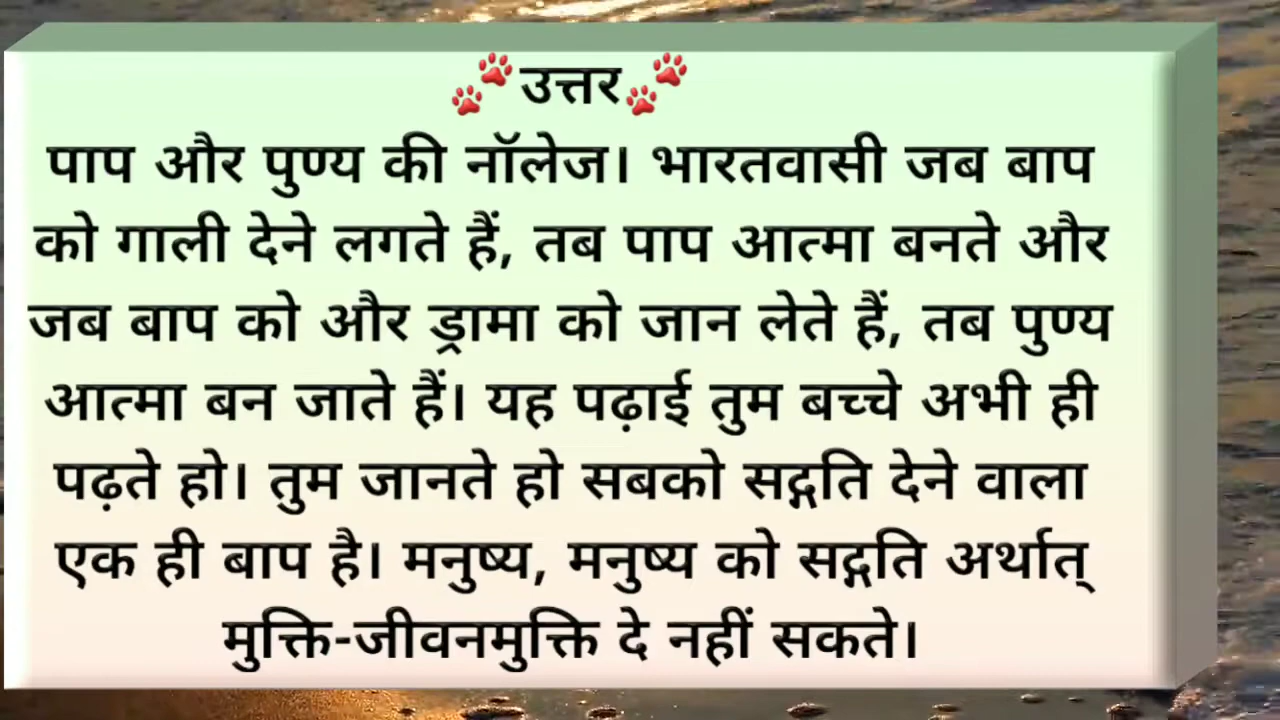 🐾उत्तर🐾
पाप और पुण्य की नॉलेज। भारतवासी जब बाप
को गाली देने लगते हैं, तब पाप आत्मा बनते और
जब बाप को और ड्रामा को जान लेते हैं, तब पुण्य
आत्मा बन जाते हैं। यह पढ़ाई तुम बच्चे अभी ही
पढ़ते हो। तुम जानते हो सबको सद्गति देने वाला
एक ही बाप है। मनुष्य, मनुष्य को सद्गति अर्थात्
मुक्ति-जीवनमुक्ति दे नहीं सकते।